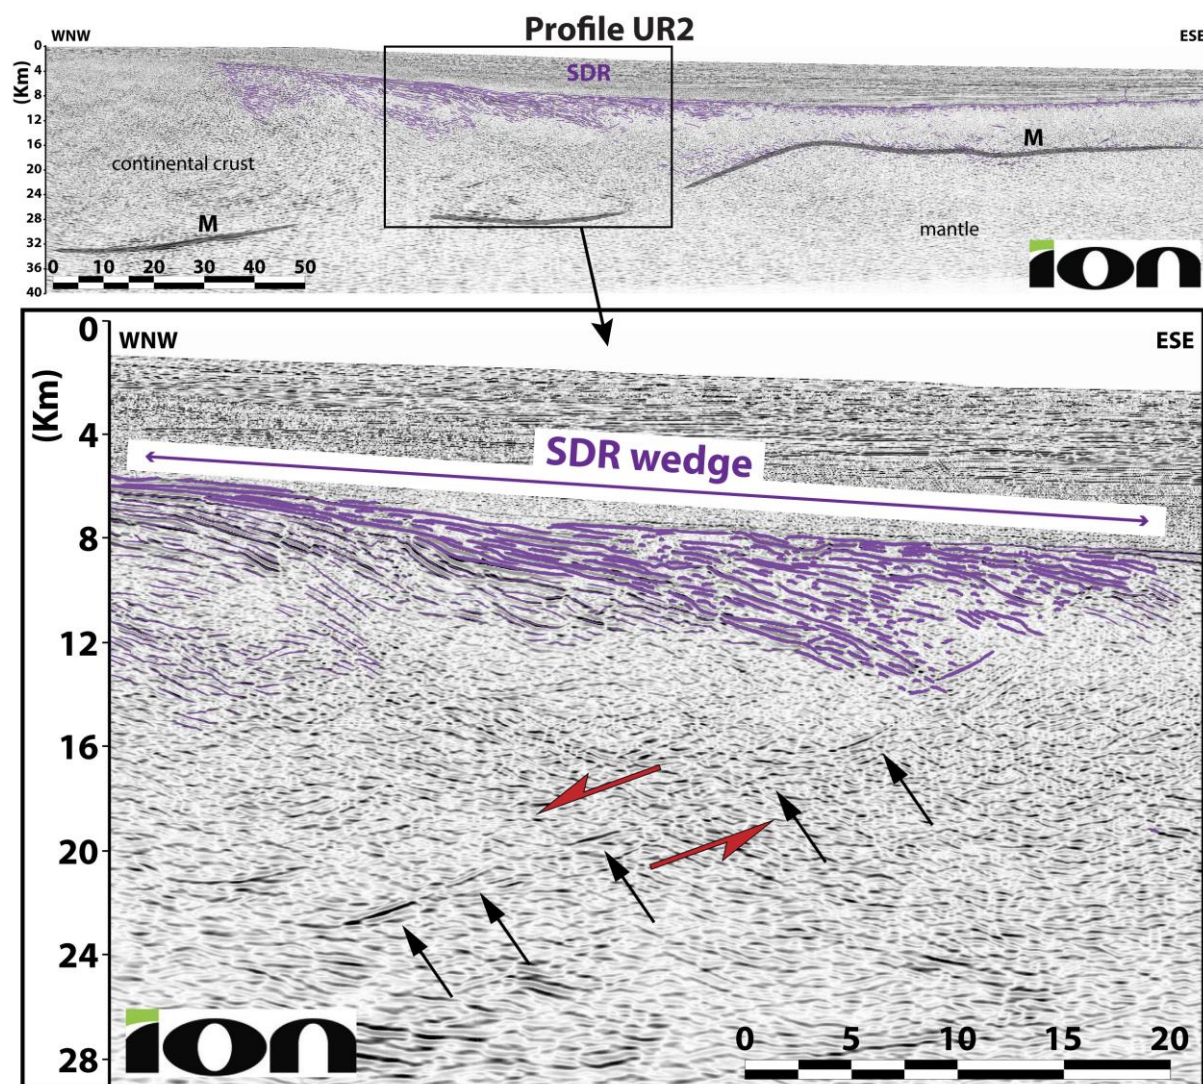 Profile UR2
WNW
ESE
(Km)
0
4
8
12
16
20
24
28
32
36
40
SDR
continental crust
M
M
mantle
0 10 20 30 40 50
ion
WNW
ESE
(Km)
0
4
8
12
16
20
24
28
SDR wedge
ion
0 5 10 15 20